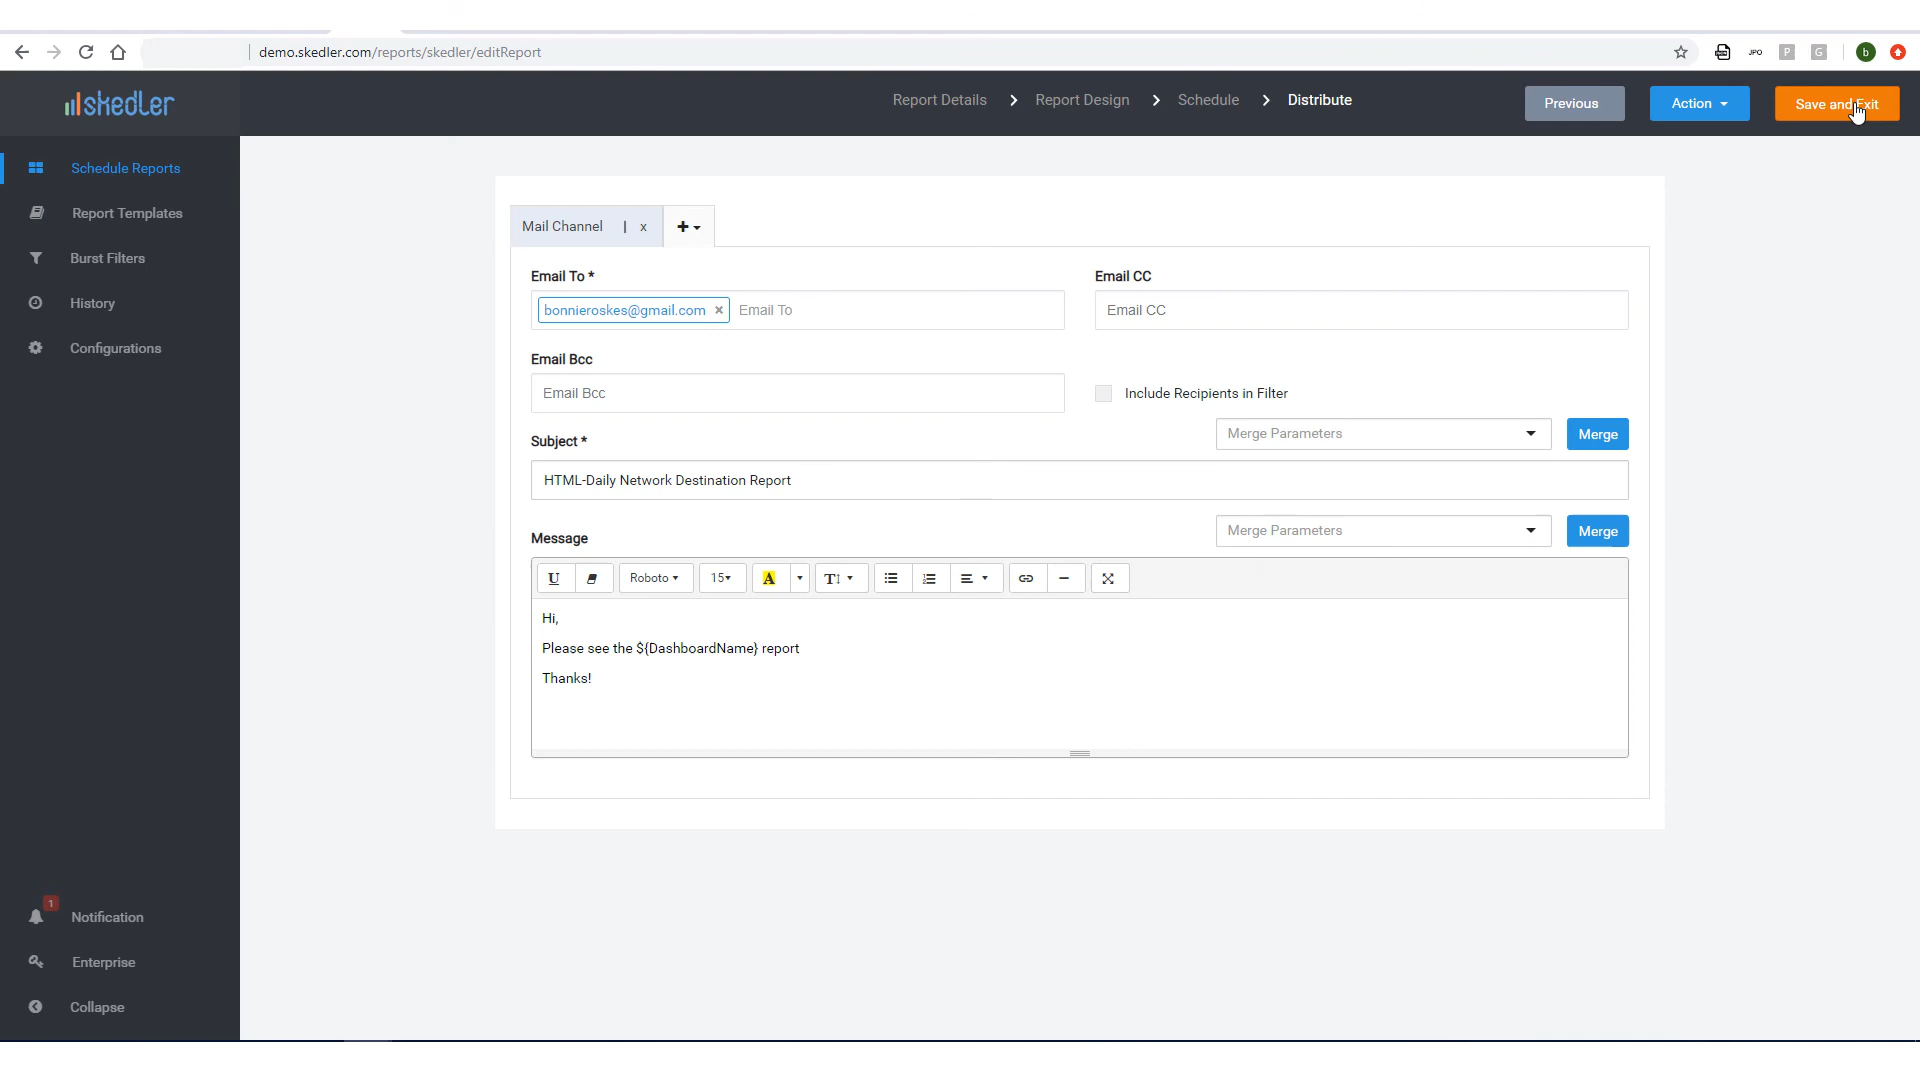 demo.skedler.com/reports/skedler/editReport
JPO
P
G
b
skedler
Report Details
Report Design
Schedule
Distribute
Previous
Action
Save and Exit
Schedule Reports
Report Templates
Burst Filters
History
Configurations
Mail Channel | x
Email To *
Email CC
bonnieroskes@gmail.com × Email To
Email CC
Email Bcc
Email Bcc
Include Recipients in Filter
Merge Parameters
Merge
Subject *
HTML-Daily Network Destination Report
Merge Parameters
Merge
Message
U
Roboto
15
A
T
Hi,
Please see the ${DashboardName} report
Thanks!
1
Notification
Enterprise
Collapse